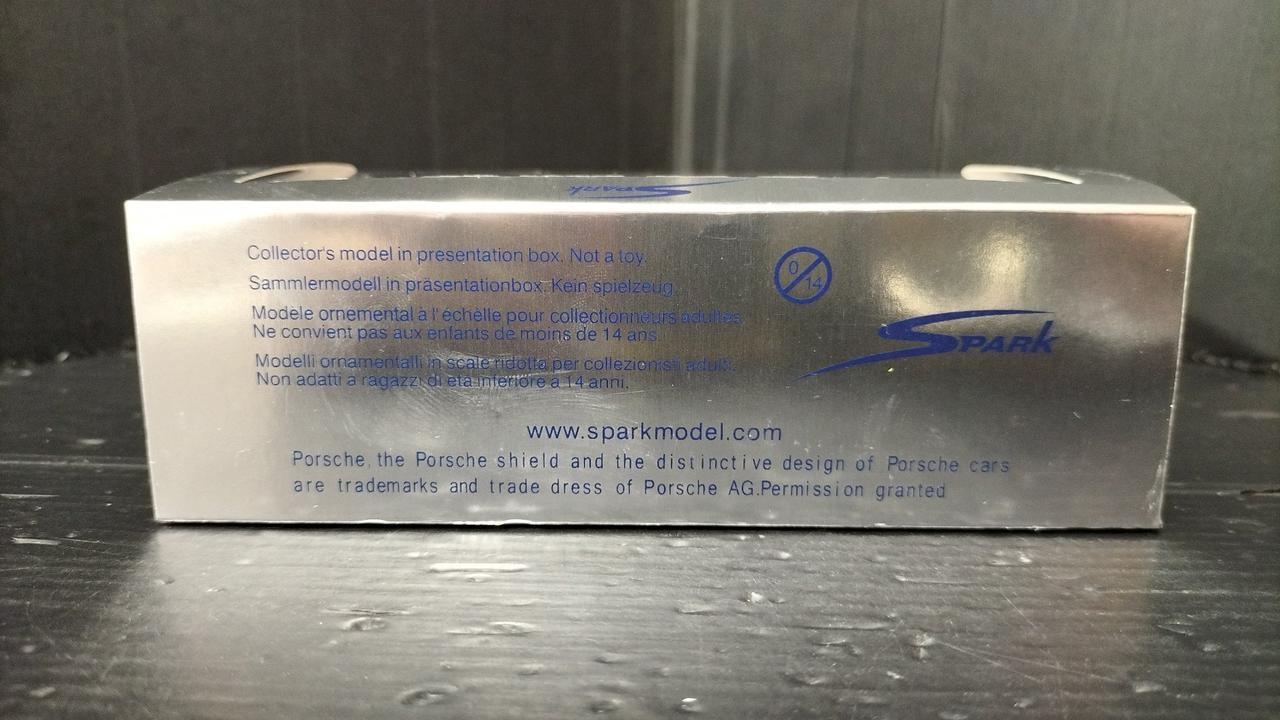 Spark
Collector's model in presentation box. Not a toy.
Sammlermodell in präsentationbox. Kein spielzeug.
Modèle ornemental à l'échèlle pour collectionneurs adultes.
Ne convient pas aux enfants de moins de 14 ans.
Modelli ornamentalli in scale ridotta per collezionisti adulti.
Non adatti a ragazzi di età inferiore a 14 anni.
0
14
Spark
www.sparkmodel.com
Porsche, the Porsche shield and the distinctive design of Porsche cars
are trademarks and trade dress of Porsche AG.Permission granted